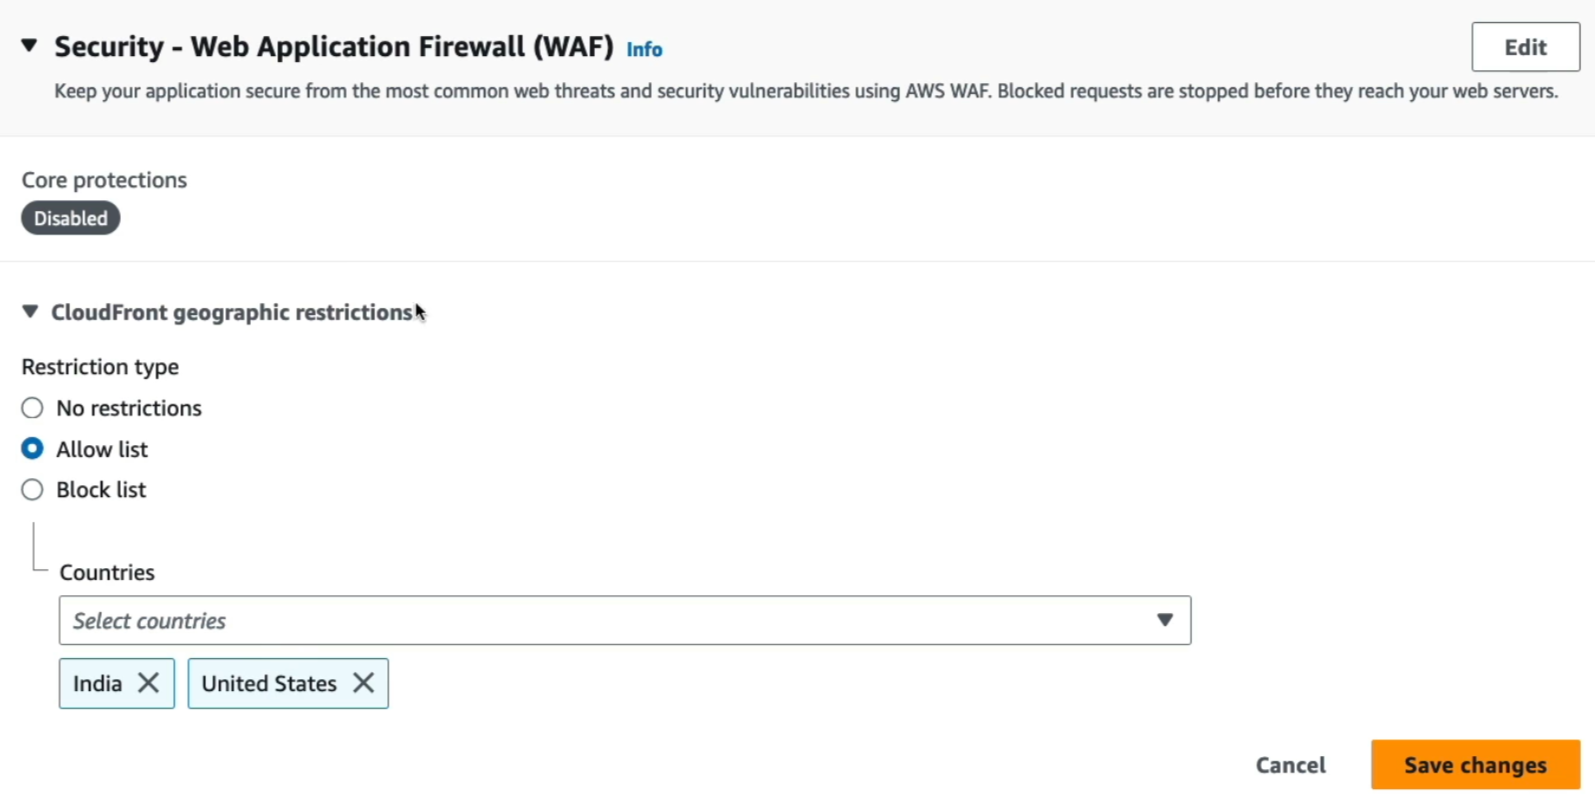 Security - Web Application Firewall (WAF) Info
Edit
Keep your application secure from the most common web threats and security vulnerabilities using AWS WAF. Blocked requests are stopped before they reach your web servers.
Core protections
Disabled
CloudFront geographic restrictions
Restriction type
No restrictions
Allow list
Block list
Countries
Select countries
India
United States
Cancel
Save changes